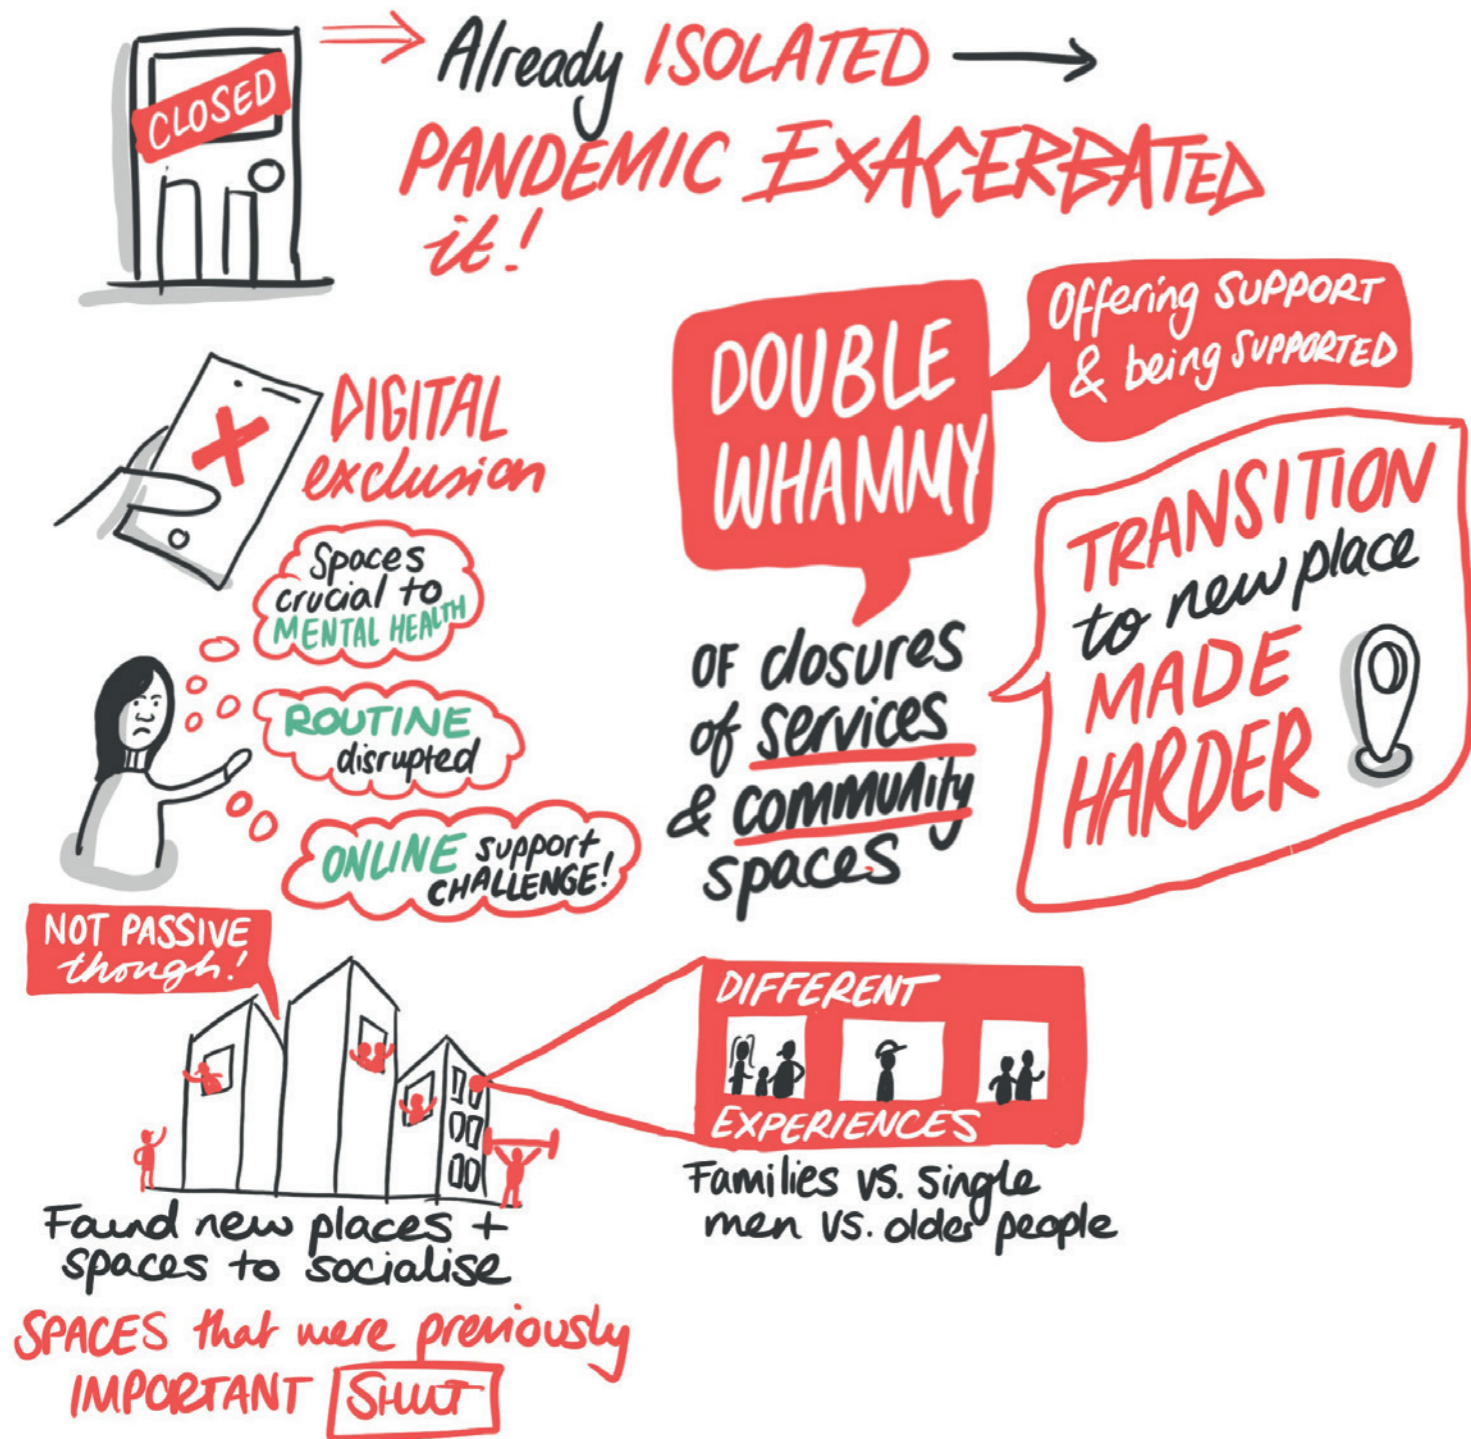 CLOSED
Already ISOLATED
PANDEMIC EXACERBATED
it!
DIGITAL
exclusion
Spaces
crucial to
MENTAL HEALTH
ROUTINE
disrupted
ONLINE support
CHALLENGE!
DOUBLE
WHAMMY
Offering SUPPORT
& being SUPPORTED
OF closures
of services
& community
spaces
TRANSITION
to new place
MADE
HARDER
NOT PASSIVE
though!
Found new places +
spaces to socialise
SPACES that were previously
IMPORTANT SHUT
DIFFERENT
EXPERIENCES
Families vs. single
men vs. older people